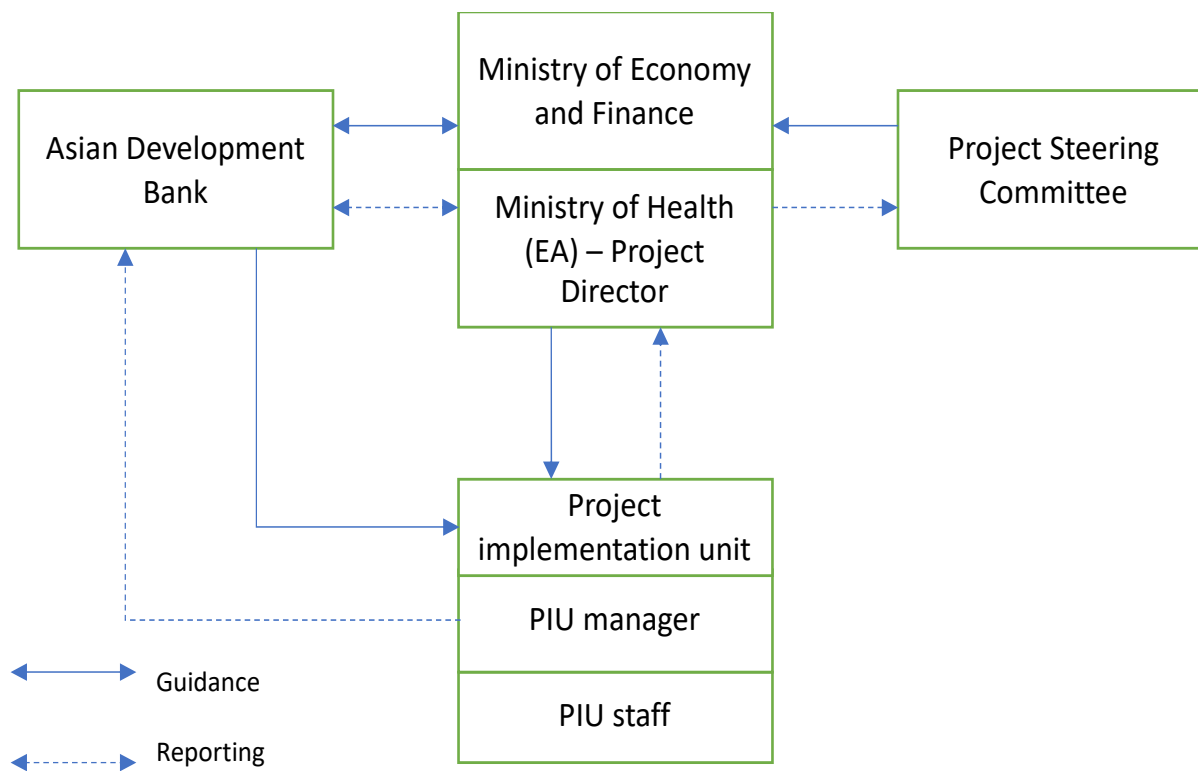 Ministry of Economy
and Finance
Asian Development
Bank
Project Steering
Committee
Ministry of Health
(EA) – Project
Director
Project
implementation unit
PIU manager
PIU staff
Guidance
Reporting